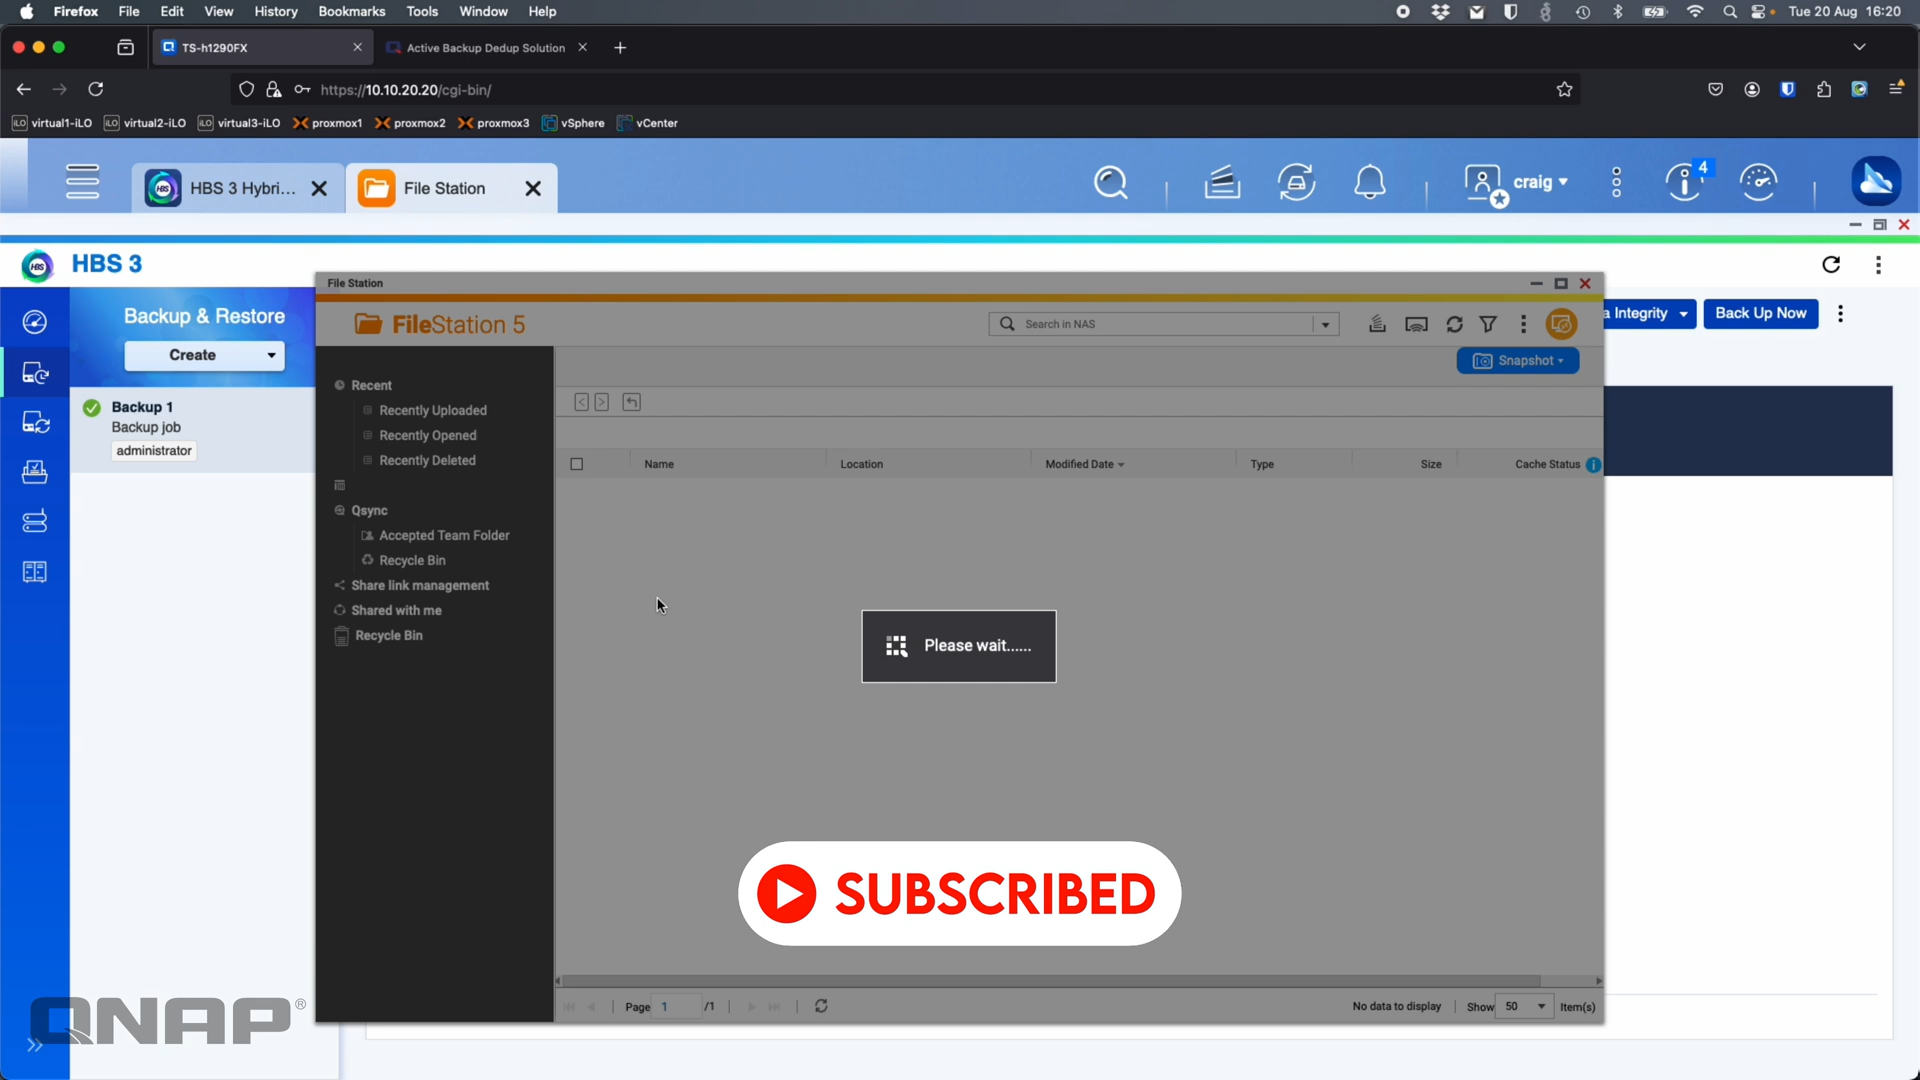 Firefox File Edit View History Bookmarks Tools Window Help Tue 20 Aug 16:20
TS-h1290FX Active Backup Dedup Solution
https://10.10.20.20/cgi-bin/
iLO virtual1-iLO iLO virtual2-iLO iLO virtual3-iLO proxmox1 proxmox2 proxmox3 vSphere vCenter
HBS HBS 3 Hybri... File Station craig 4
HBS HBS 3
File Station
Backup & Restore
FileStation 5 Search in NAS
a Integrity Back Up Now
Create
Snapshot
Backup 1
Backup job
administrator
Recent
Recently Uploaded
Recently Opened
Recently Deleted
Name Location Modified Date Type Size Cache Status
Qsync
Accepted Team Folder
Recycle Bin
Share link management
Shared with me
Recycle Bin
Please wait......
SUBSCRIBED
Page 1 /1 No data to display Show 50 Item(s)
QNAP®